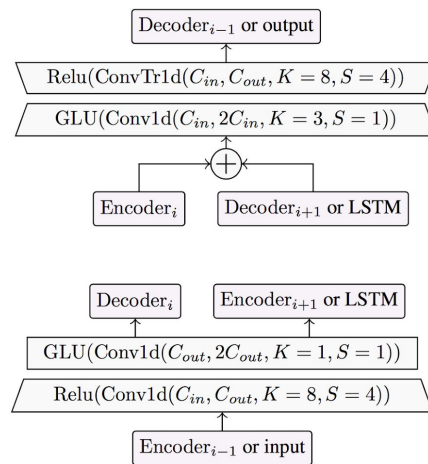 Decoder_{i−1} or output
Relu(ConvTr1d(C_{in}, C_{out}, K = 8, S = 4))
GLU(Conv1d(C_{in}, 2C_{in}, K = 3, S = 1))
+
Encoder_i
Decoder_{i+1} or LSTM
Decoder_i
Encoder_{i+1} or LSTM
GLU(Conv1d(C_{out}, 2C_{out}, K = 1, S = 1))
Relu(Conv1d(C_{in}, C_{out}, K = 8, S = 4))
Encoder_{i−1} or input